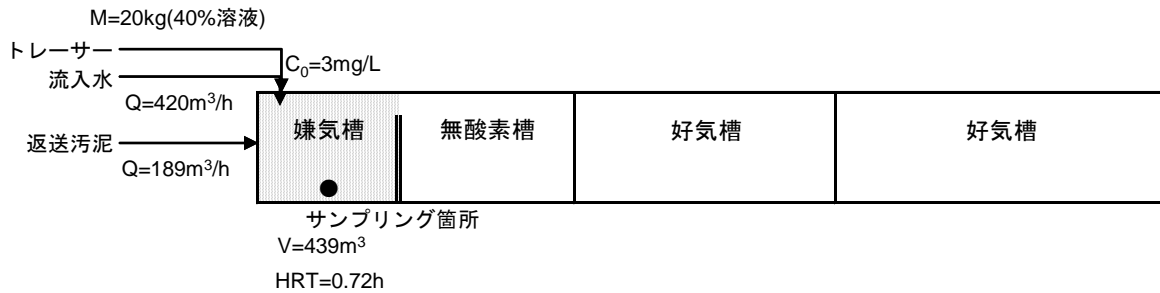 M=20kg(40%溶液)
トレーサー
C₀=3mg/L
流入水
Q=420m³/h
嫌気槽
無酸素槽
好気槽
好気槽
返送汚泥
Q=189m³/h
サンプリング箇所
V=439m³
HRT=0.72h